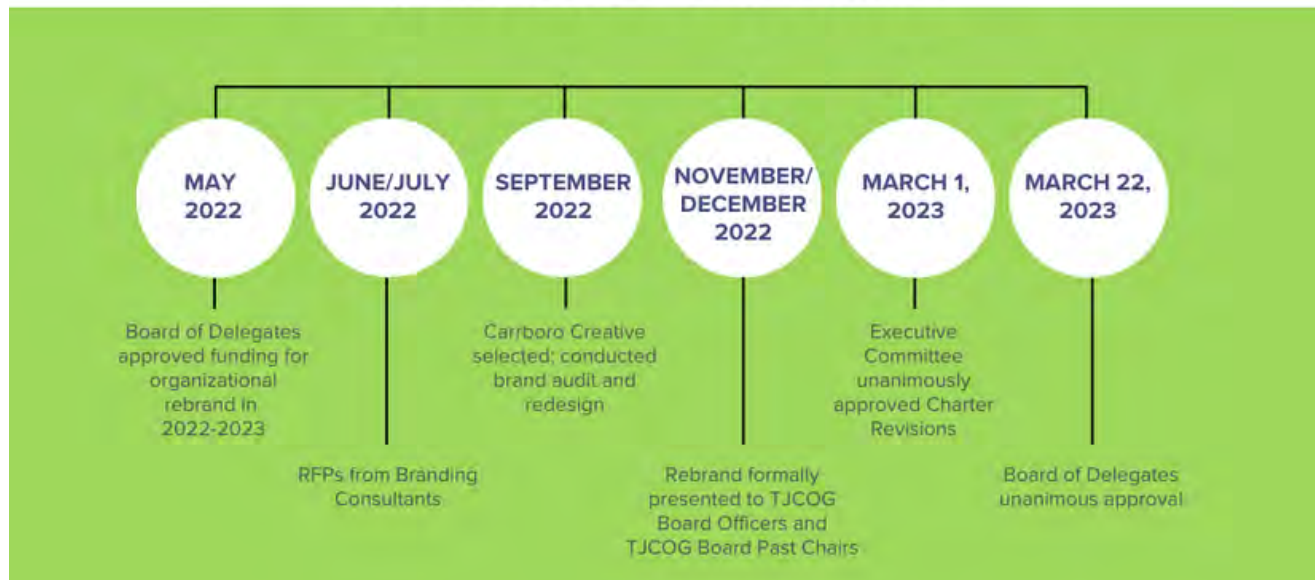 MAY
2022
JUNE/JULY
2022
SEPTEMBER
2022
NOVEMBER/
DECEMBER
2022
MARCH 1,
2023
MARCH 22,
2023
Board of Delegates
approved funding for
organizational
rebrand in
2022-2023
RFPs from Branding
Consultants
Carrboro Creative
selected; conducted
brand audit and
redesign
Rebrand formally
presented to TJCOG
Board Officers and
TJCOG Board Past Chairs
Executive
Committee
unanimously
approved Charter
Revisions
Board of Delegates
unanimous approval